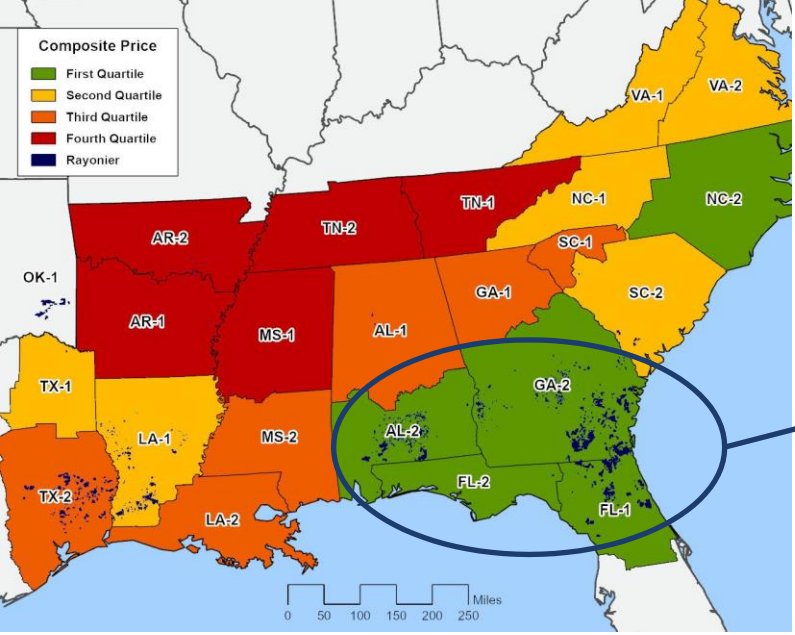 Composite Price
First Quartile
Second Quartile
Third Quartile
Fourth Quartile
Rayonier
VA-1
VA-2
AR-2
TN-2
TN-1
NC-1
NC-2
SC-1
OK-1
AR-1
MS-1
AL-1
GA-1
SC-2
TX-1
LA-1
MS-2
AL-2
GA-2
TX-2
LA-2
FL-2
FL-1
Miles
0 50 100 150 200 250